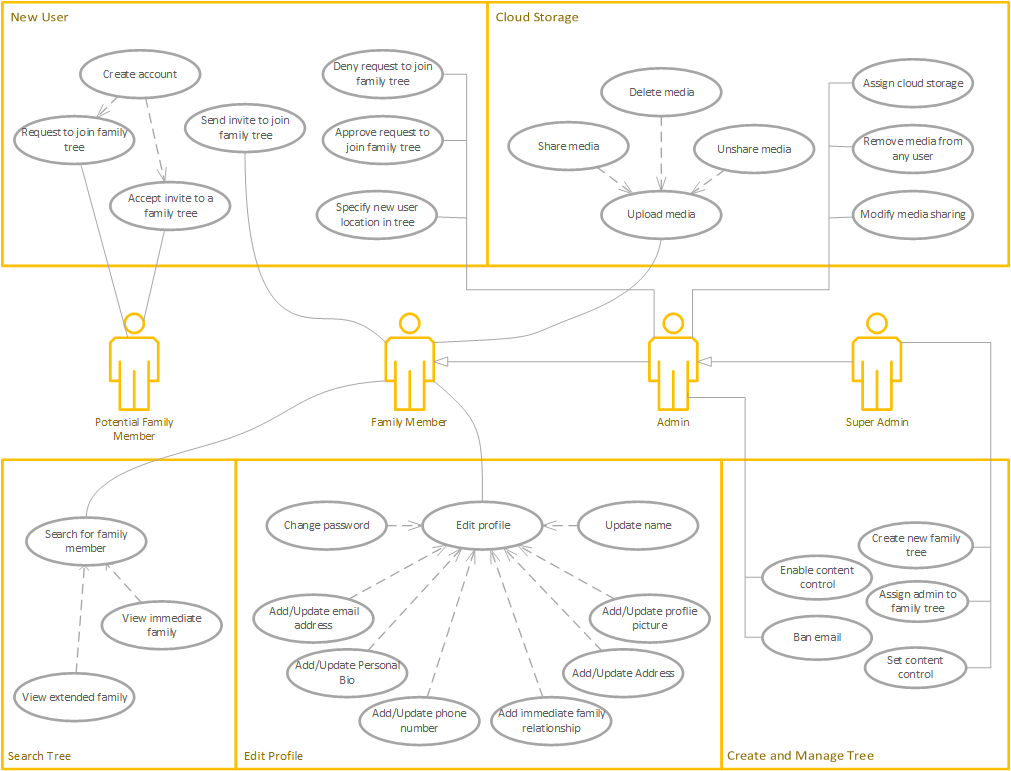 New User
Create account
Request to join family
tree
Accept invite to a
family tree
Send invite to join
family tree
Deny request to join
family tree
Approve request to
join family tree
Specify new user
location in tree
Cloud Storage
Delete media
Share media
Unshare media
Upload media
Assign cloud storage
Remove media from
any user
Modify media sharing
Potential Family
Member
Family Member
Admin
Super Admin
Search for family
member
View immediate
family
View extended family
Search Tree
Change password
Edit profile
Update name
Add/Update email
address
Add/Update proflie
picture
Add/Update Personal
Bio
Add/Update Address
Add/Update phone
number
Add immediate family
relationship
Edit Profile
Create new family
tree
Enable content
control
Assign admin to
family tree
Ban email
Set content
control
Create and Manage Tree